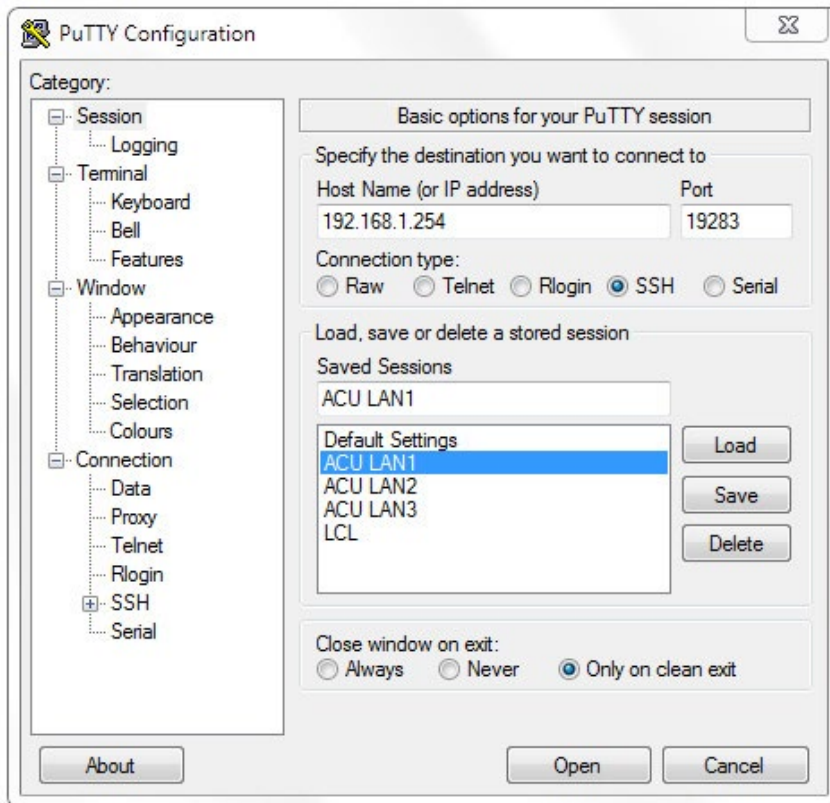 PuTTY Configuration
Category:
Session
Logging
Terminal
Keyboard
Bell
Features
Window
Appearance
Behaviour
Translation
Selection
Colours
Connection
Data
Proxy
Telnet
Rlogin
SSH
Serial
Basic options for your PuTTY session
Specify the destination you want to connect to
Host Name (or IP address) Port
192.168.1.254 19283
Connection type:
Raw Telnet Rlogin SSH Serial
Load, save or delete a stored session
Saved Sessions
ACU LAN1
Default Settings
ACU LAN1
ACU LAN2
ACU LAN3
LCL
Load
Save
Delete
Close window on exit:
Always Never Only on clean exit
About Open Cancel